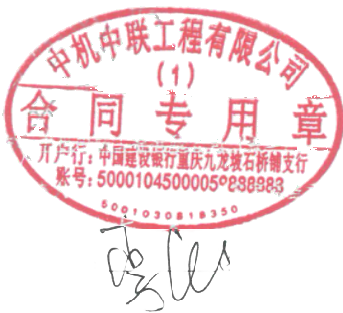 中机中联工程有限公司
(1)
合同专用章
开户行：中国建设银行重庆九龙坡石桥铺支行
账号：50001045000050838883
5001030818350